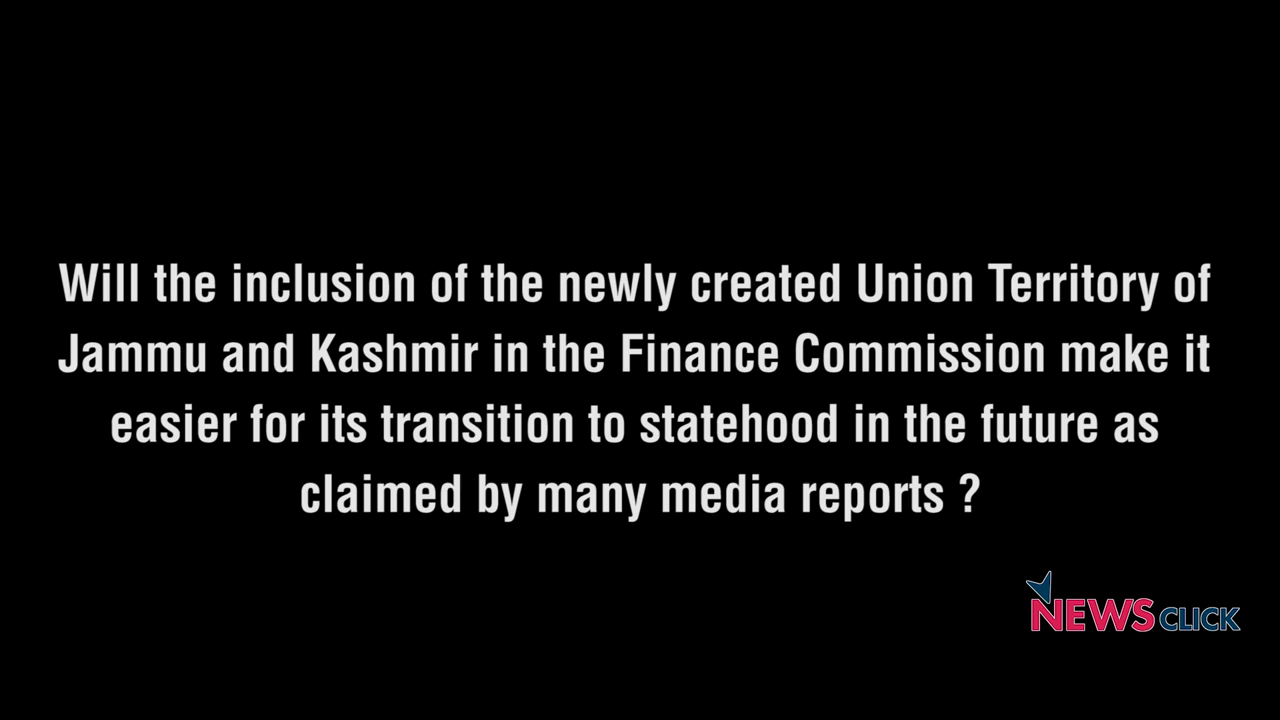 Will the inclusion of the newly created Union Territory of
Jammu and Kashmir in the Finance Commission make it
easier for its transition to statehood in the future as
claimed by many media reports ?
NEWSCLICK